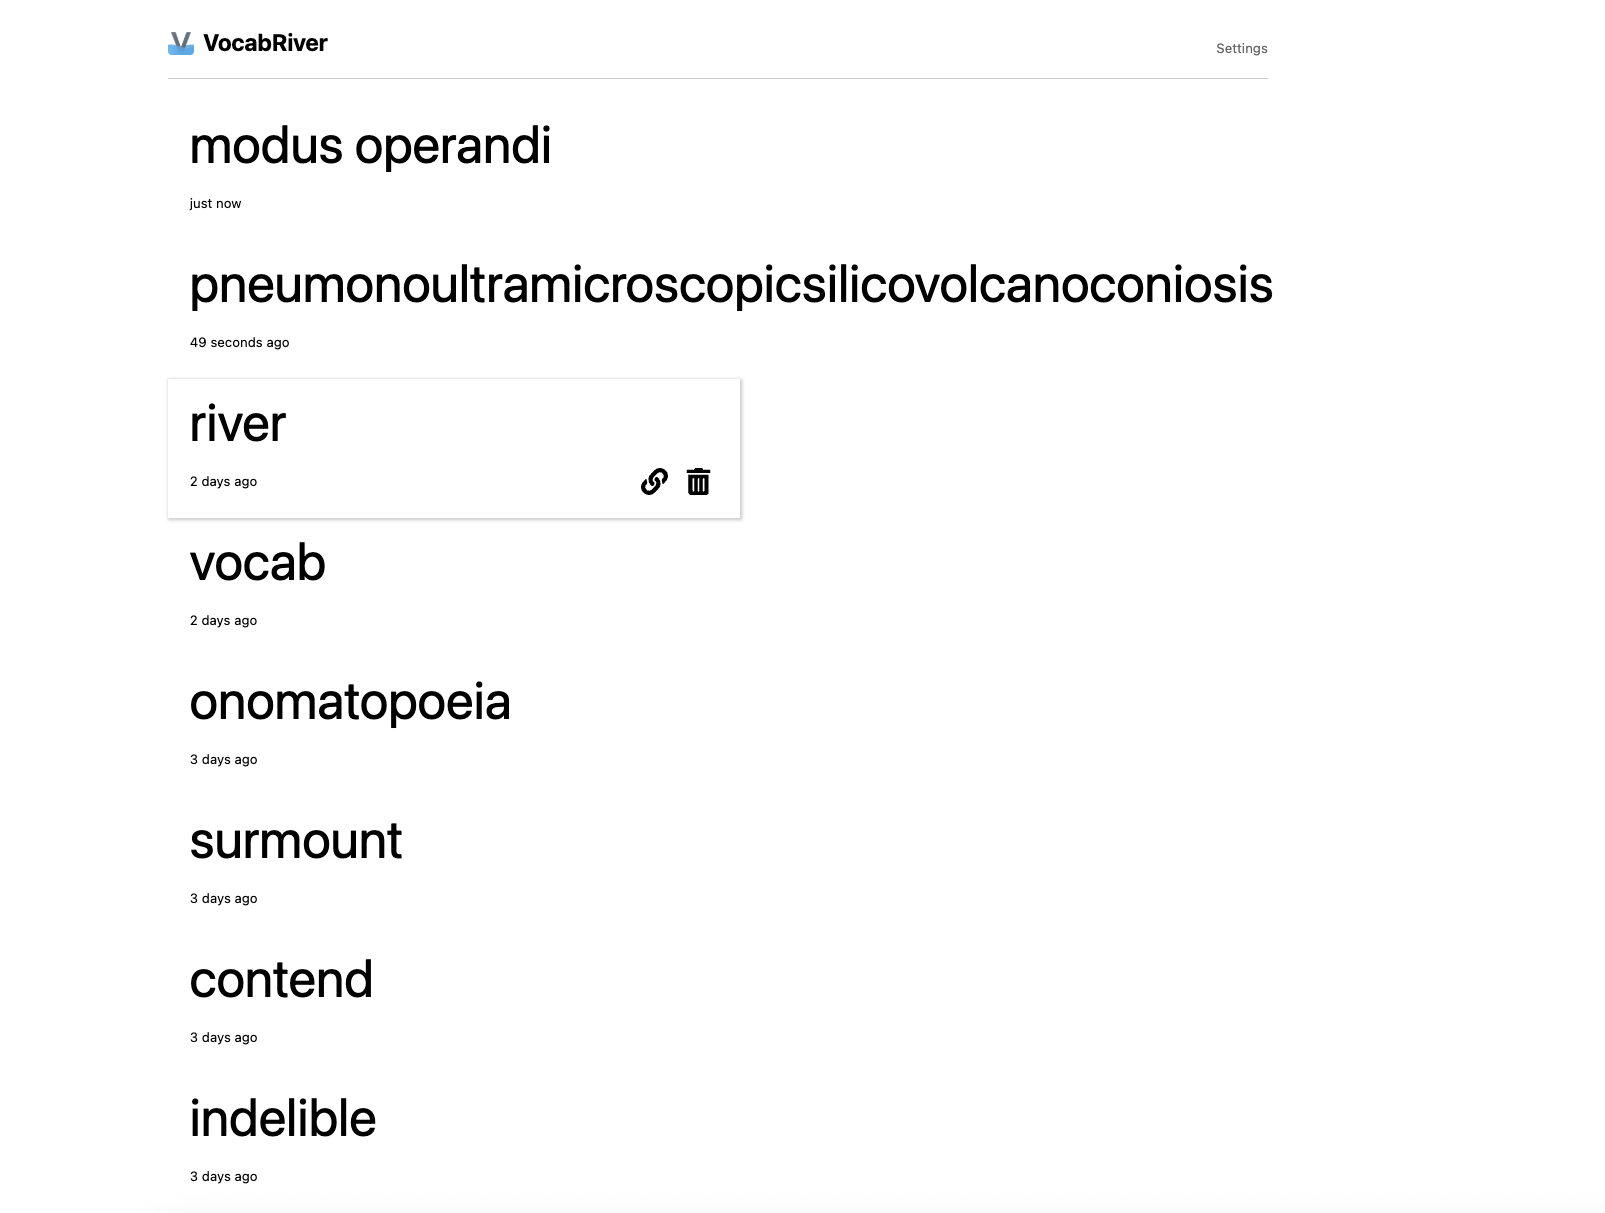 VocabRiver
Settings
modus operandi
just now
pneumonoultramicroscopicsilicovolcanoconiosis
49 seconds ago
river
2 days ago
vocab
2 days ago
onomatopoeia
3 days ago
surmount
3 days ago
contend
3 days ago
indelible
3 days ago